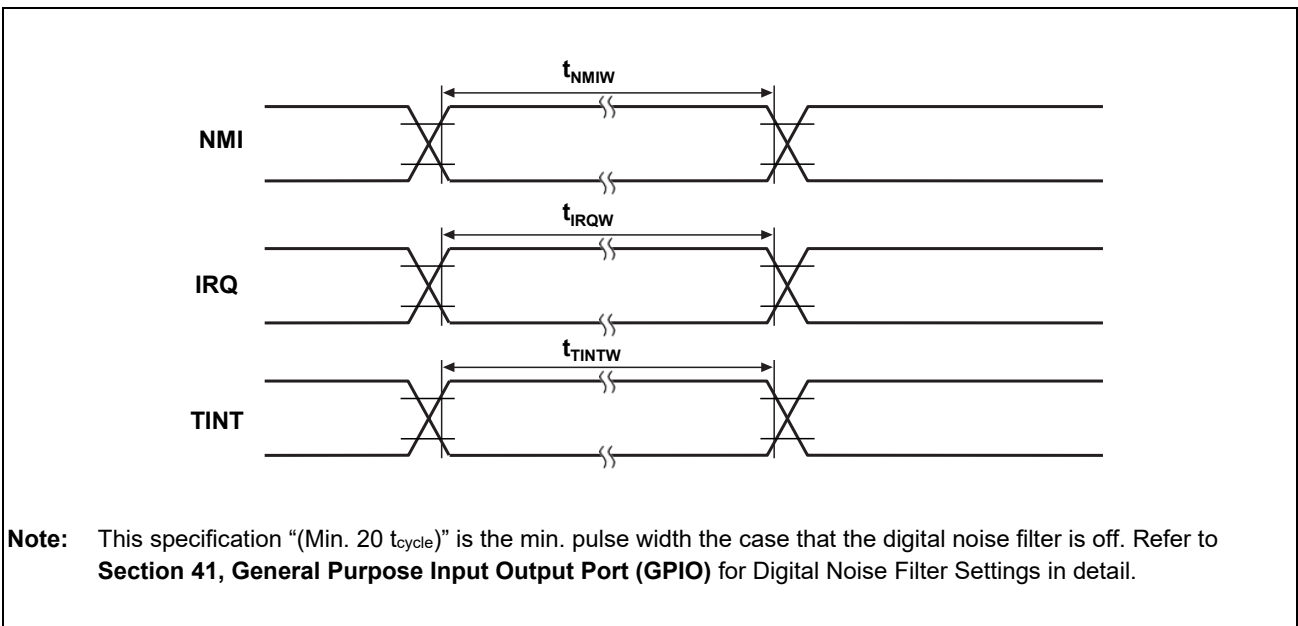 tNMIW
NMI
tIRQW
IRQ
tTINTW
TINT
Note: This specification “(Min. 20 tcycle)” is the min. pulse width the case that the digital noise filter is off. Refer to
Section 41, General Purpose Input Output Port (GPIO) for Digital Noise Filter Settings in detail.